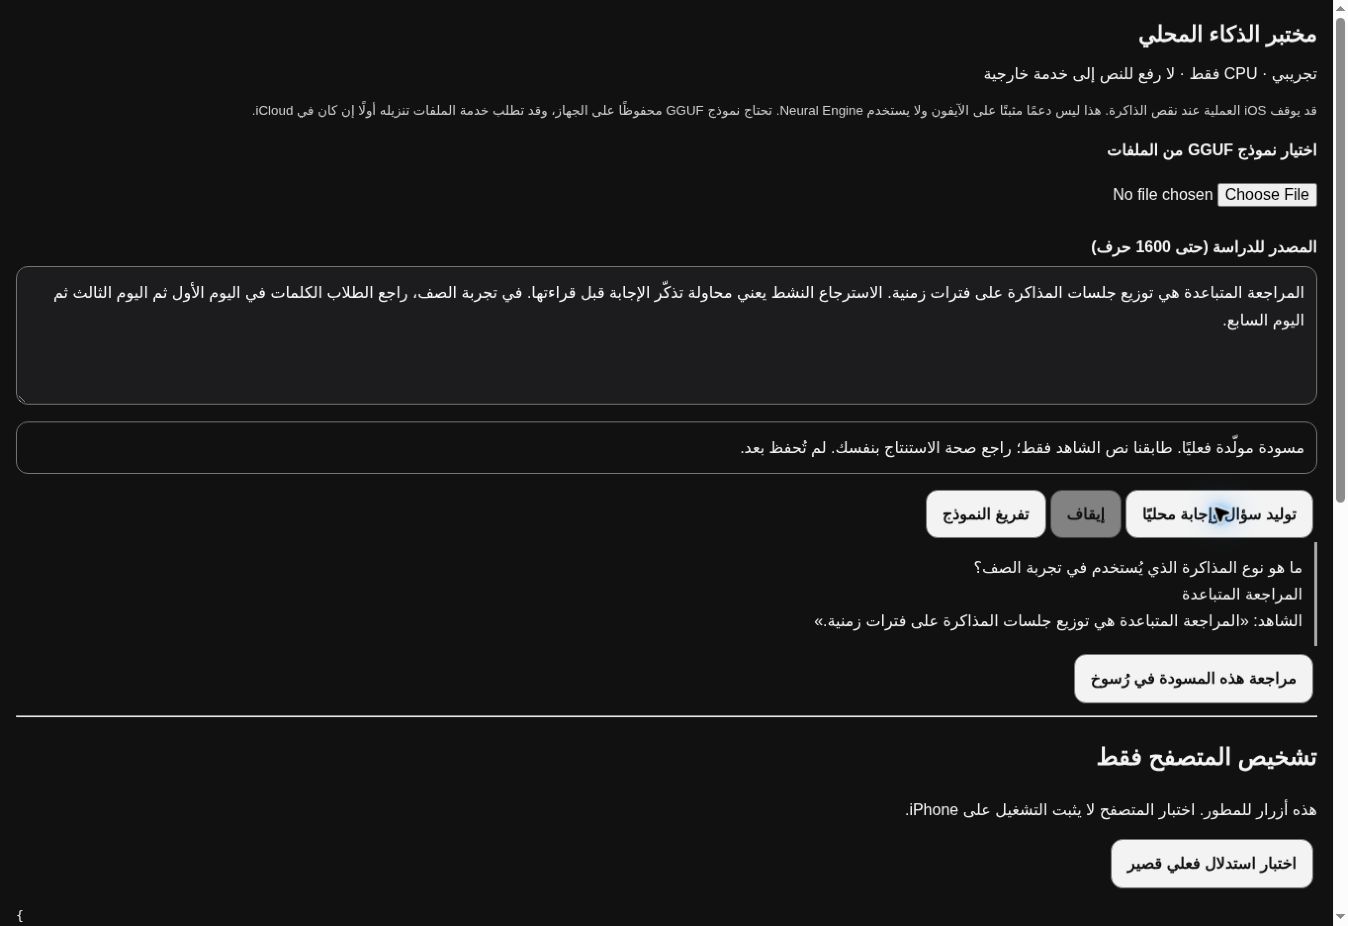 مختبر الذكاء المحلي
تجريبي · CPU فقط · لا رفع للنص إلى خدمة خارجية
قد يوقف iOS العملية عند نقص الذاكرة. هذا ليس دعمًا مثبتًا على الآيفون ولا يستخدم Neural Engine. تحتاج نموذج GGUF محفوظًا على الجهاز، وقد تطلب خدمة الملفات تنزيله أولًا إن كان في iCloud.
اختيار نموذج GGUF من الملفات
Choose File No file chosen
المصدر للدراسة (حتى 1600 حرف)
المراجعة المتباعدة هي توزيع جلسات المذاكرة على فترات زمنية. الاسترجاع النشط يعني محاولة تذكّر الإجابة قبل قراءتها. في تجربة الصف، راجع الطلاب الكلمات في اليوم الأول ثم اليوم الثالث ثم
اليوم السابع.
مسودة مولّدة فعليًا. طابقنا نص الشاهد فقط؛ راجع صحة الاستنتاج بنفسك. لم تُحفظ بعد.
توليد سؤال وإجابة محليًا إيقاف تفريغ النموذج
ما هو نوع المذاكرة الذي يُستخدم في تجربة الصف؟
المراجعة المتباعدة
الشاهد: «المراجعة المتباعدة هي توزيع جلسات المذاكرة على فترات زمنية.»
مراجعة هذه المسودة في رُسوخ
تشخيص المتصفح فقط
هذه أزرار للمطور. اختبار المتصفح لا يثبت التشغيل على iPhone.
اختبار استدلال فعلي قصير
{